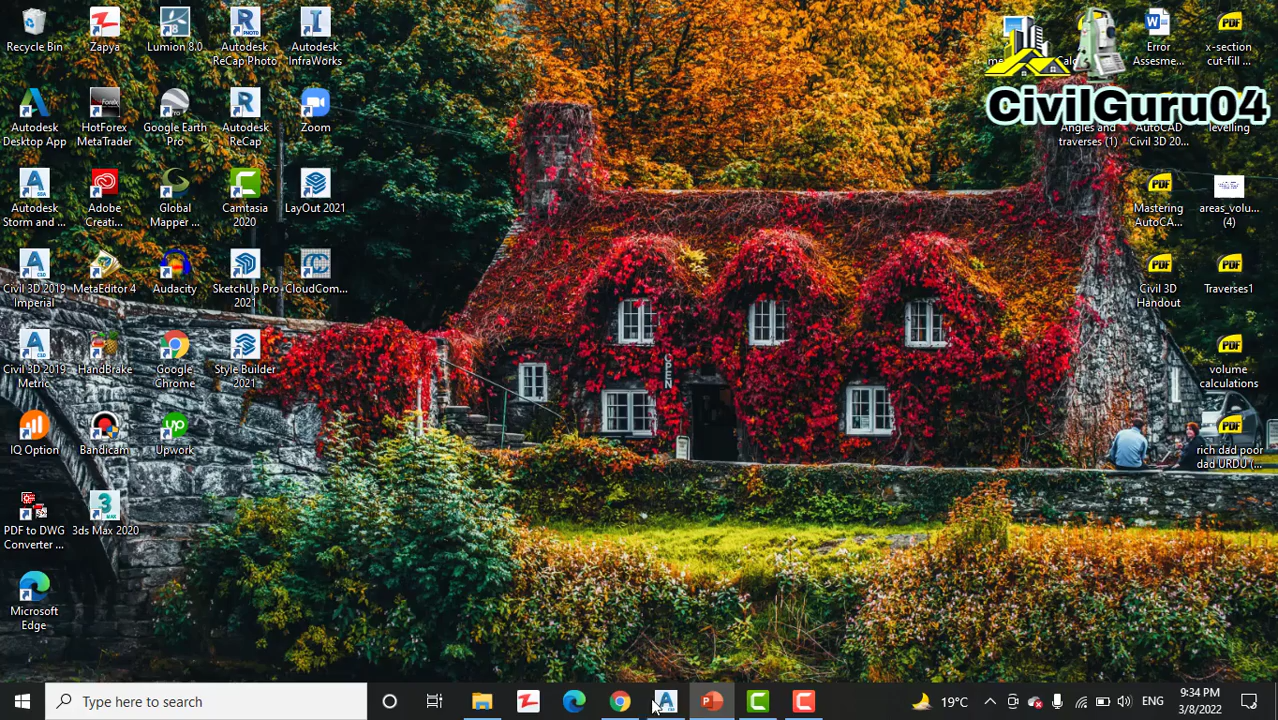 Recycle Bin
Zapya
Lumion 8.0
Autodesk
ReCap Photo
Autodesk
InfraWorks
Autodesk
Desktop App
HotForex
MetaTrader
Google Earth
Pro
Autodesk
ReCap
Zoom
Autodesk
Storm and ...
Adobe
Creati...
Global
Mapper ...
Camtasia
2020
LayOut 2021
Civil 3D 2019
Imperial
MetaEditor 4
Audacity
SketchUp Pro
2021
CloudCom...
Civil 3D 2019
Metric
HandBrake
Google
Chrome
Style Builder
2021
IQ Option
Bandicam
Upwork
PDF to DWG
Converter ...
3ds Max 2020
Microsoft
Edge
OPEN
Error
Assesme...
x-section
cut-fill ...
CivilGuru04
Angles and
traverses (1)
AutoCAD
Civil 3D 20...
levelling
Mastering
AutoCA...
areas_volu...
(4)
Civil 3D
Handout
Traverses1
volume
calculations
rich dad poor
dad URDU (...
Type here to search
19°C
ENG
9:34 PM
3/8/2022